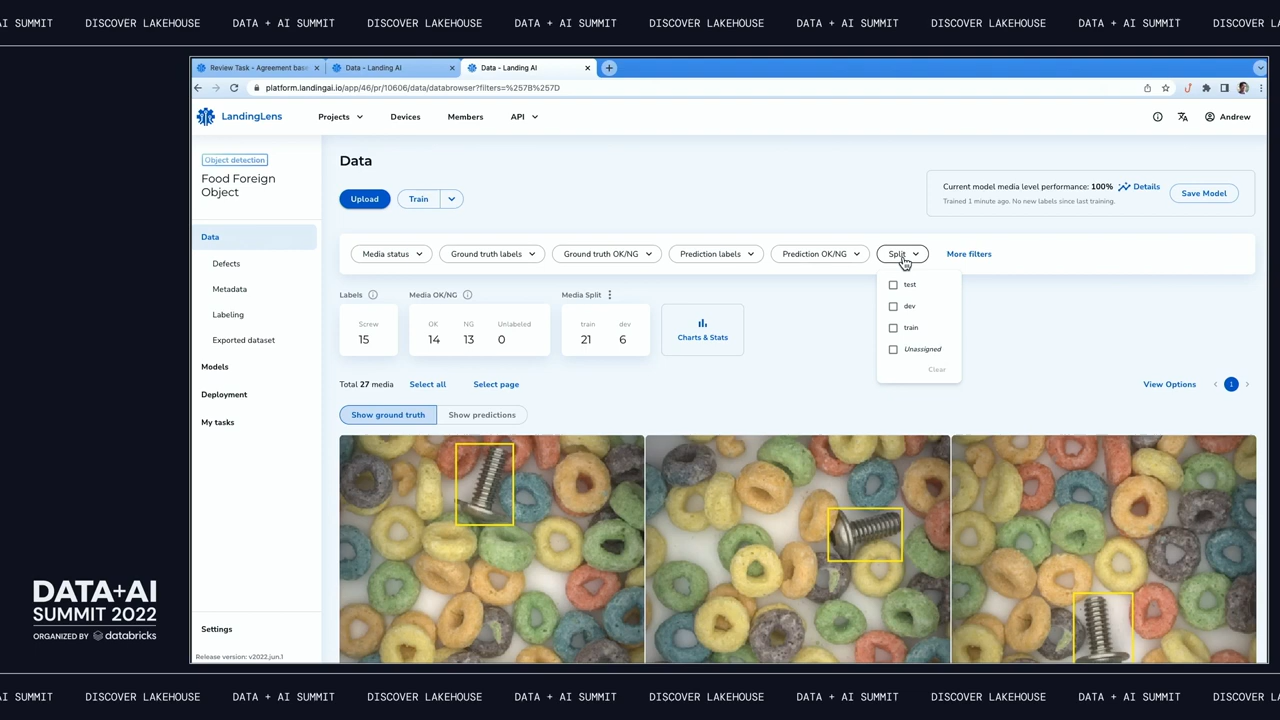 AI SUMMIT DISCOVER LAKEHOUSE DATA + AI SUMMIT DISCOVER LAKEHOUSE DATA + AI SUMMIT DISCOVER LAKEHOUSE DATA + AI SUMMIT DISCOVER LAKEHOUSE DATA + AI SUMMIT DISCOVER
Review Task - Agreement base
Data - Landing AI
Data - Landing AI
platform.landingai.io/app/46/pr/10606/data/databrowser?filters=%257B%257D
LandingLens
Projects
Devices
Members
API
Andrew
Object detection
Food Foreign
Object
Data
Defects
Metadata
Labeling
Exported dataset
Models
Deployment
My tasks
Settings
Release version: v2022.jun.1
Data
Upload
Train
Current model media level performance: 100% Details
Trained 1 minute ago. No new labels since last training.
Save Model
Media status
Ground truth labels
Ground truth OK/NG
Prediction labels
Prediction OK/NG
Split
More filters
test
dev
train
Unassigned
Clear
Labels
Screw
15
Media OK/NG
OK NG Unlabeled
14 13 0
Media Split
train dev
21 6
Charts & Stats
Total 27 media Select all Select page
View Options
1
Show ground truth Show predictions
DATA+AI
SUMMIT 2022
ORGANIZED BY databricks
AI SUMMIT DISCOVER LAKEHOUSE DATA + AI SUMMIT DISCOVER LAKEHOUSE DATA + AI SUMMIT DISCOVER LAKEHOUSE DATA + AI SUMMIT DISCOVER LAKEHOUSE DATA + AI SUMMIT DISCOVER